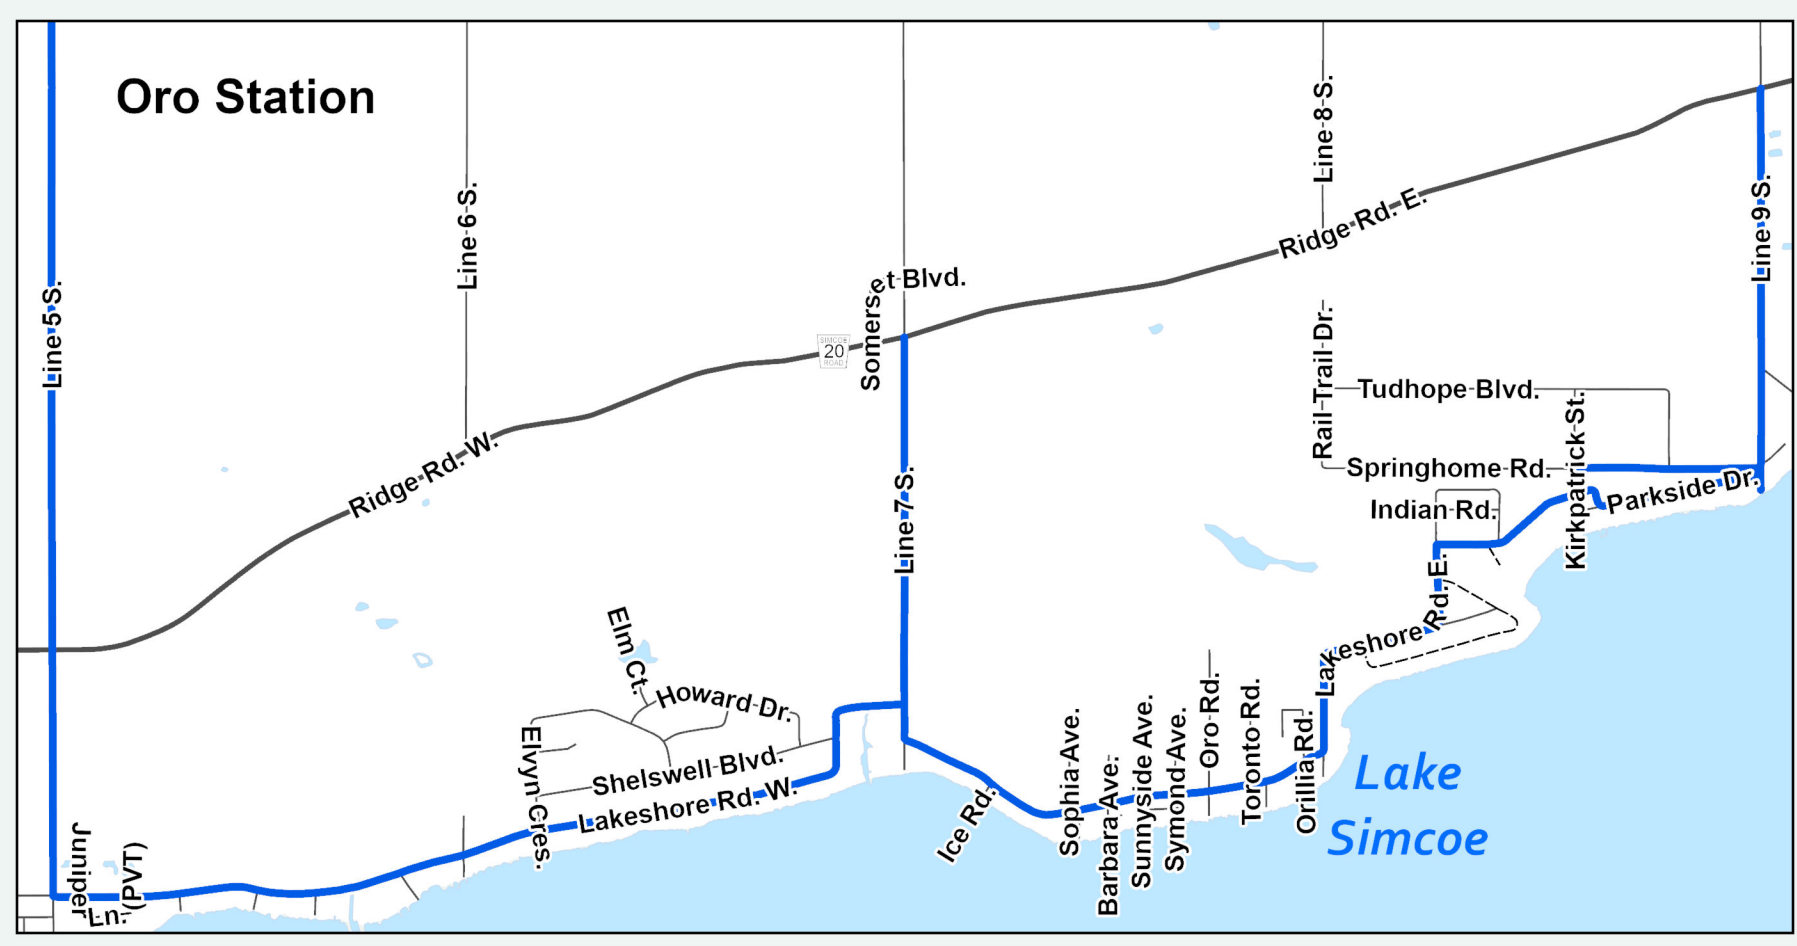 Oro Station
Line 5 S.
Line 6 S.
Line 8 S.
Line 9 S.
Ridge Rd. E.
Somerset Blvd.
SIMCOE
20
ROAD
Ridge Rd. W.
Line 7 S.
Rail Trail Dr.
Tudhope Blvd.
Kirkpatrick St.
Springhome Rd.
Parkside Dr.
Indian Rd.
Lakeshore Rd. E.
Elm Ct.
Howard Dr.
Elvyn Cres.
Shelswell Blvd.
Lakeshore Rd. W.
Juniper
Ln.
(PVT)
Ice Rd.
Sophia Ave.
Barbara Ave.
Sunnyside Ave.
Symond Ave.
Oro Rd.
Toronto Rd.
Orillia Rd.
Lake
Simcoe